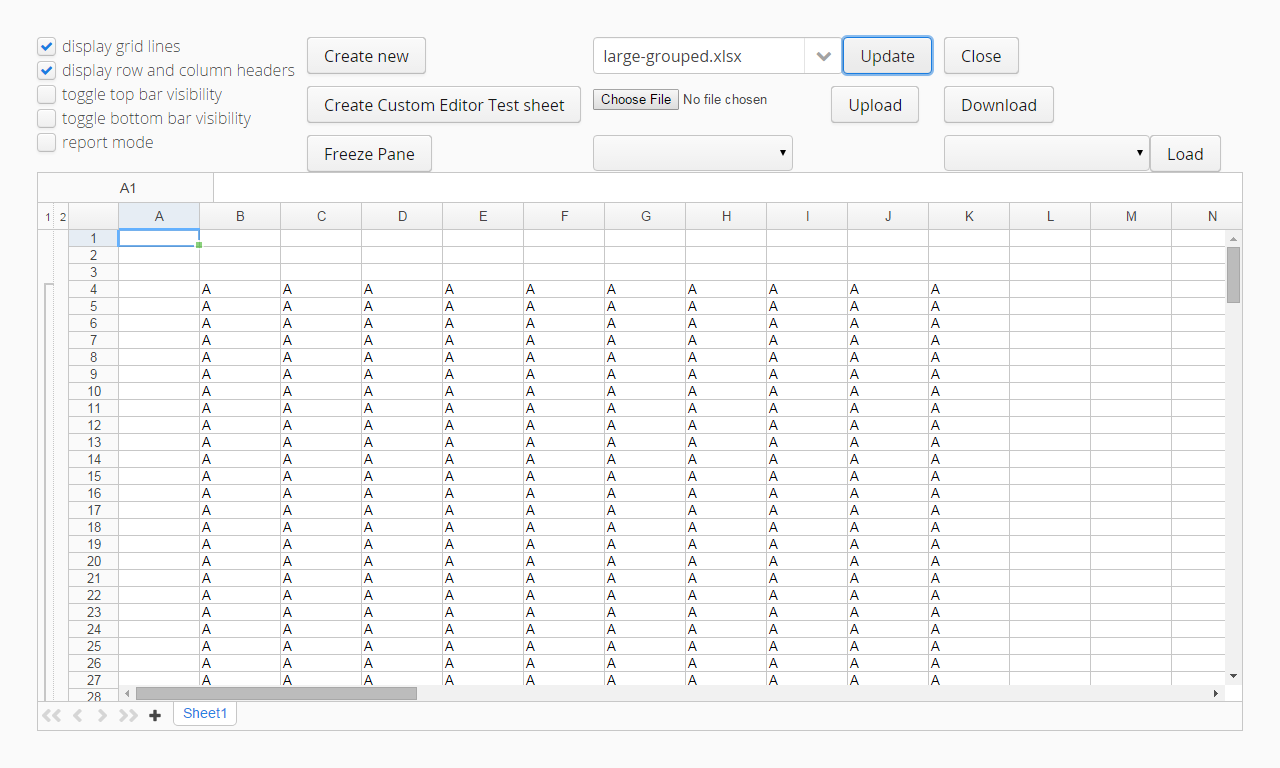 display grid lines
display row and column headers
toggle top bar visibility
toggle bottom bar visibility
report mode
Create new
large-grouped.xlsx
Update
Close
Create Custom Editor Test sheet
Choose File No file chosen
Upload
Download
Freeze Pane
Load
A1
1 2 A B C D E F G H I J K L M N
1
2
3
4 A A A A A A A A A A
5 A A A A A A A A A A
6 A A A A A A A A A A
7 A A A A A A A A A A
8 A A A A A A A A A A
9 A A A A A A A A A A
10 A A A A A A A A A A
11 A A A A A A A A A A
12 A A A A A A A A A A
13 A A A A A A A A A A
14 A A A A A A A A A A
15 A A A A A A A A A A
16 A A A A A A A A A A
17 A A A A A A A A A A
18 A A A A A A A A A A
19 A A A A A A A A A A
20 A A A A A A A A A A
21 A A A A A A A A A A
22 A A A A A A A A A A
23 A A A A A A A A A A
24 A A A A A A A A A A
25 A A A A A A A A A A
26 A A A A A A A A A A
27 A A A A A A A A A A
28
Sheet1